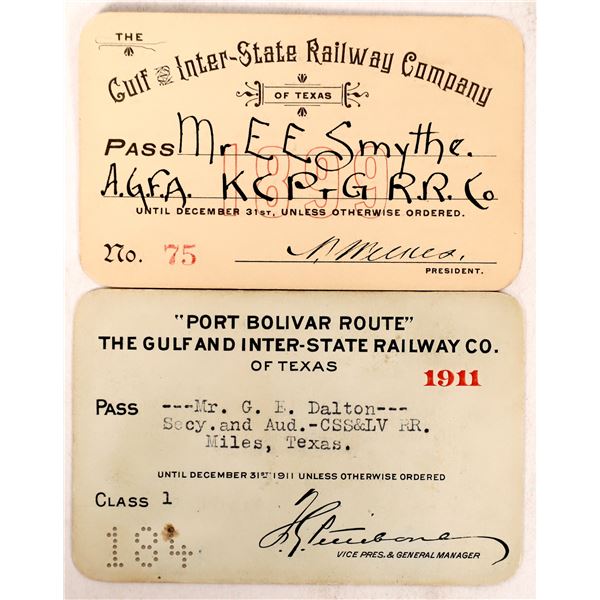 THE
Gulf and Inter-State Railway Company
OF TEXAS
PASS Mr E E Smythe.
1899
A.G.F.A. K C P & G R.R. Co
UNTIL DECEMBER 31ST, UNLESS OTHERWISE ORDERED.
No. 75
PRESIDENT.
"PORT BOLIVAR ROUTE"
THE GULF AND INTER-STATE RAILWAY CO.
OF TEXAS
1911
PASS ---Mr. G. E. Dalton---
Secy.and Aud.-CSS&LV RR.
Miles, Texas.
UNTIL DECEMBER 31ST 1911 UNLESS OTHERWISE ORDERED
CLASS 1
184
VICE PRES. & GENERAL MANAGER